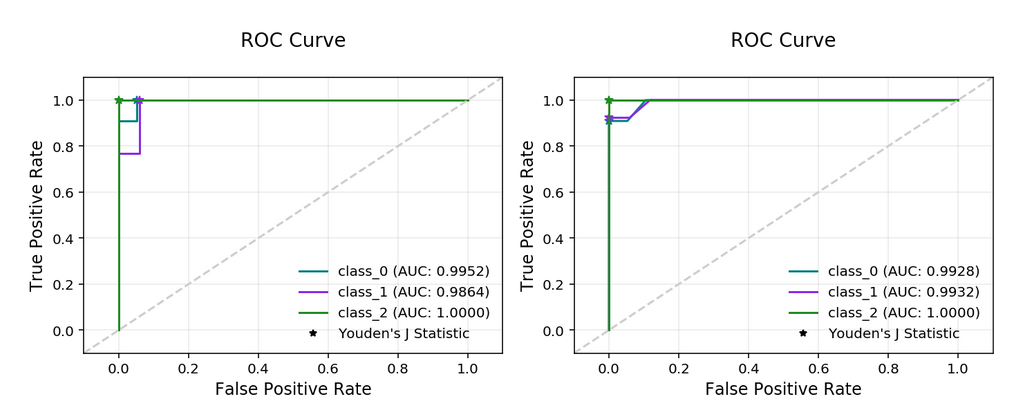 ROC Curve
1.0
0.8
0.6
0.4
0.2
0.0
True Positive Rate
0.0 0.2 0.4 0.6 0.8 1.0
False Positive Rate
class_0 (AUC: 0.9952)
class_1 (AUC: 0.9864)
class_2 (AUC: 1.0000)
Youden's J Statistic
ROC Curve
1.0
0.8
0.6
0.4
0.2
0.0
True Positive Rate
0.0 0.2 0.4 0.6 0.8 1.0
False Positive Rate
class_0 (AUC: 0.9928)
class_1 (AUC: 0.9932)
class_2 (AUC: 1.0000)
Youden's J Statistic